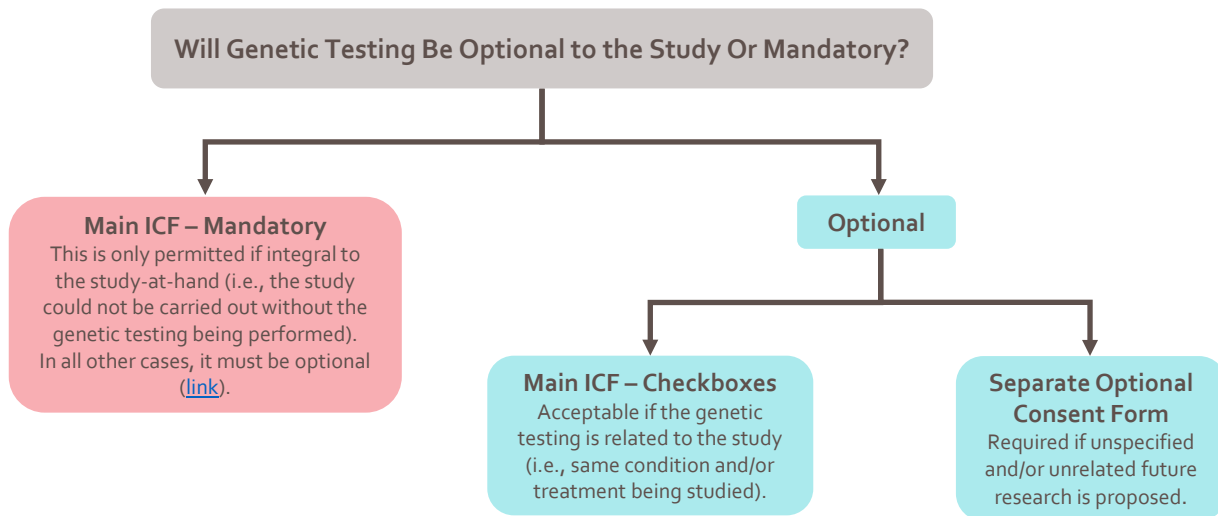 Will Genetic Testing Be Optional to the Study Or Mandatory?
Main ICF – Mandatory
This is only permitted if integral to
the study-at-hand (i.e., the study
could not be carried out without the
genetic testing being performed).
In all other cases, it must be optional
(link).
Optional
Main ICF – Checkboxes
Acceptable if the genetic
testing is related to the study
(i.e., same condition and/or
treatment being studied).
Separate Optional
Consent Form
Required if unspecified
and/or unrelated future
research is proposed.